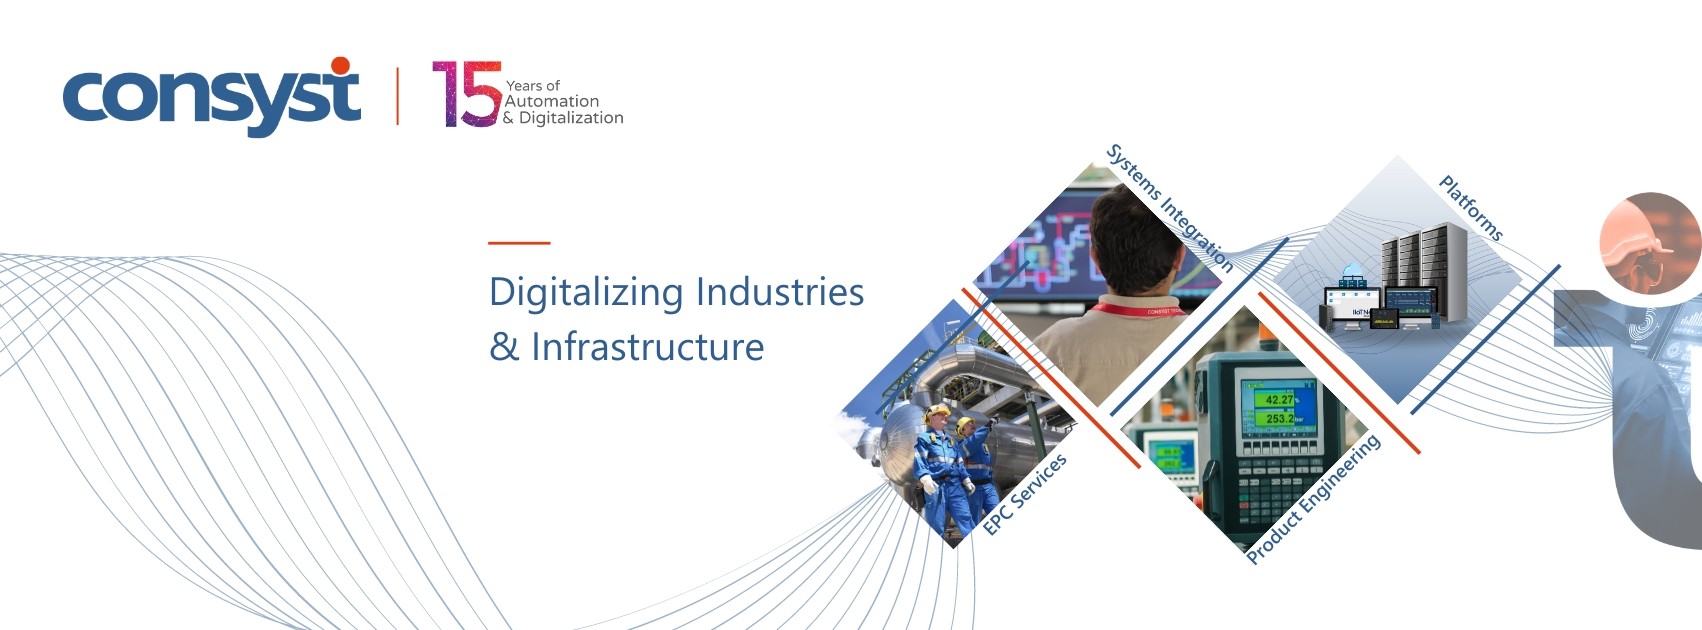 consyst
15
Years of
Automation
& Digitalization
Digitalizing Industries
& Infrastructure
Systems Integration
Platforms
EPC Services
Product Engineering
42.27
253.2